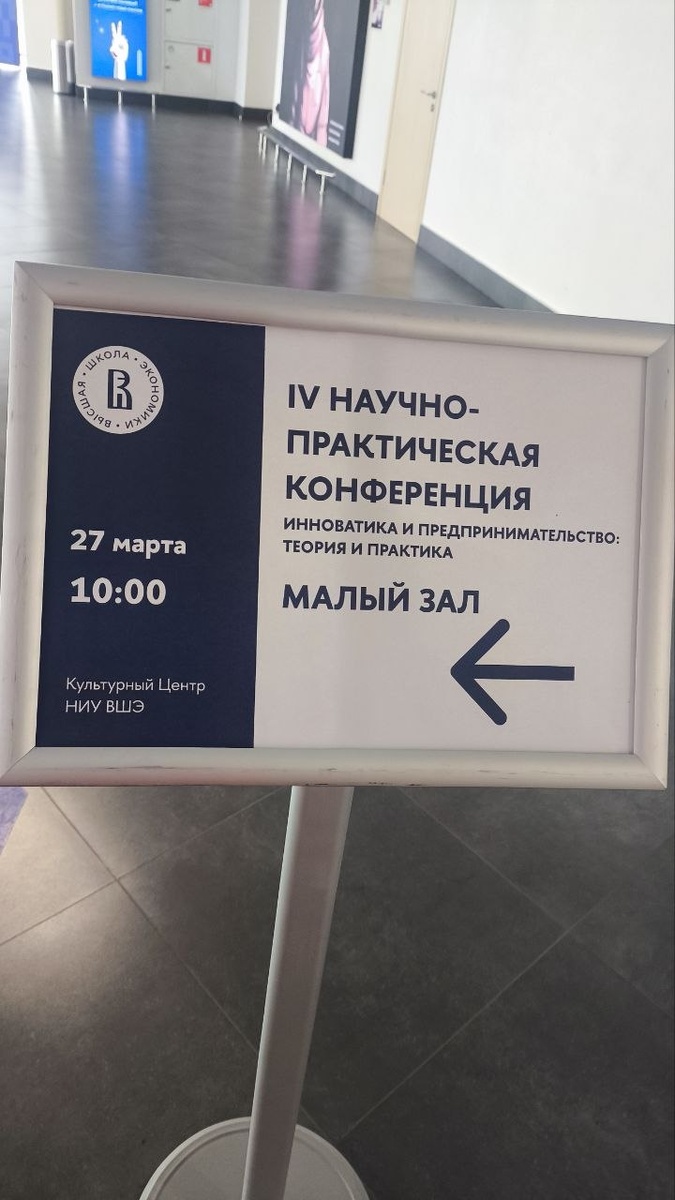 ВЫСШАЯ • ШКОЛА • ЭКОНОМИКИ •
27 марта
10:00
Культурный Центр
НИУ ВШЭ
IV НАУЧНО-
ПРАКТИЧЕСКАЯ
КОНФЕРЕНЦИЯ
ИННОВАТИКА И ПРЕДПРИНИМАТЕЛЬСТВО:
ТЕОРИЯ И ПРАКТИКА
МАЛЫЙ ЗАЛ